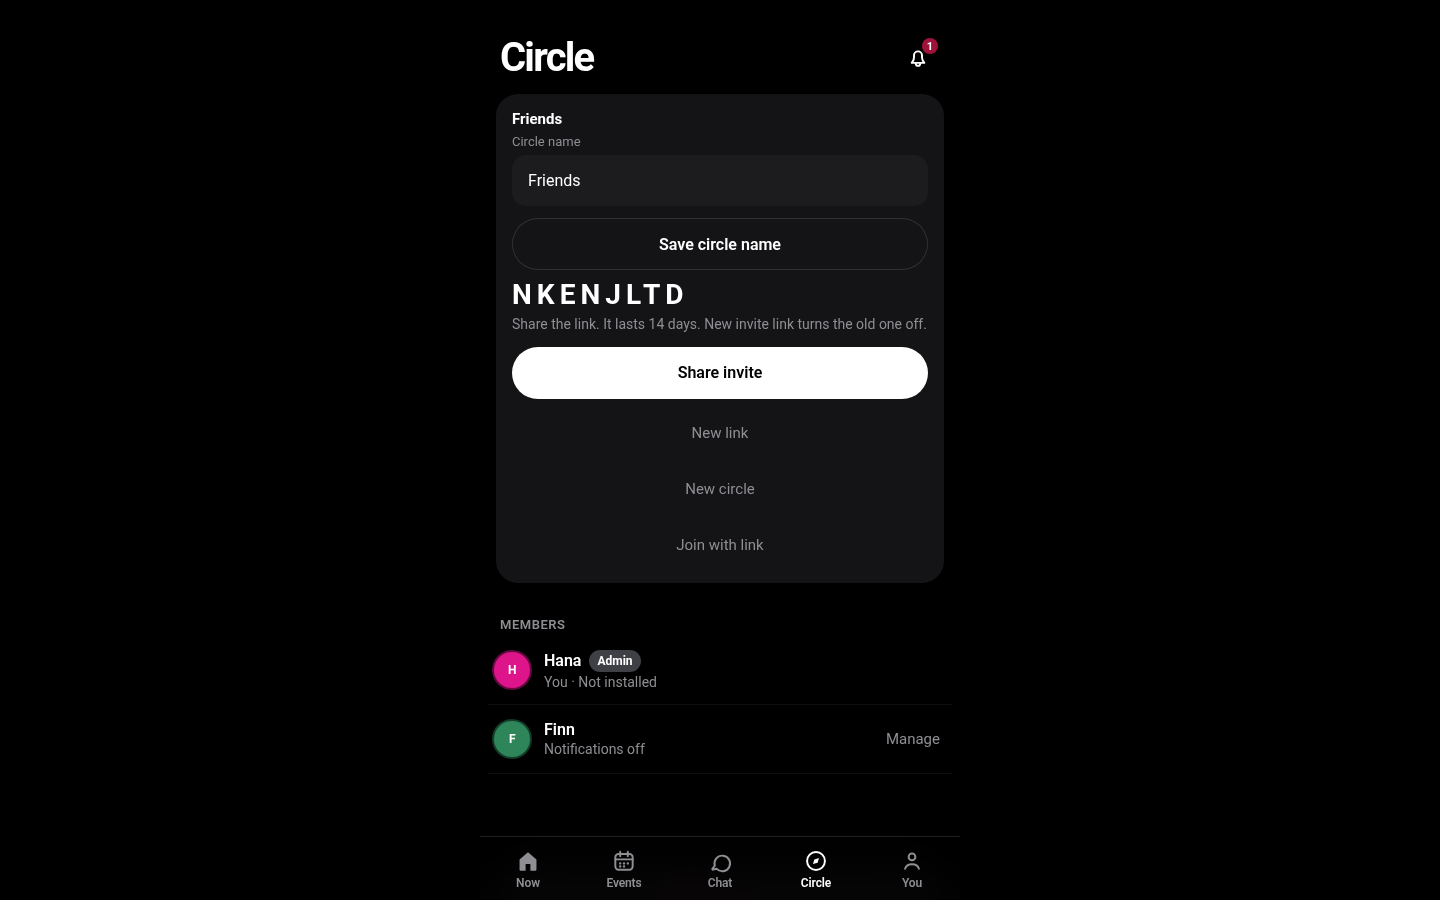 Circle
1
Friends
Circle name
Friends
Save circle name
NKENJLTD
Share the link. It lasts 14 days. New invite link turns the old one off.
Share invite
New link
New circle
Join with link
MEMBERS
H
Hana Admin
You · Not installed
F
Finn
Notifications off
Manage
Now
Events
Chat
Circle
You